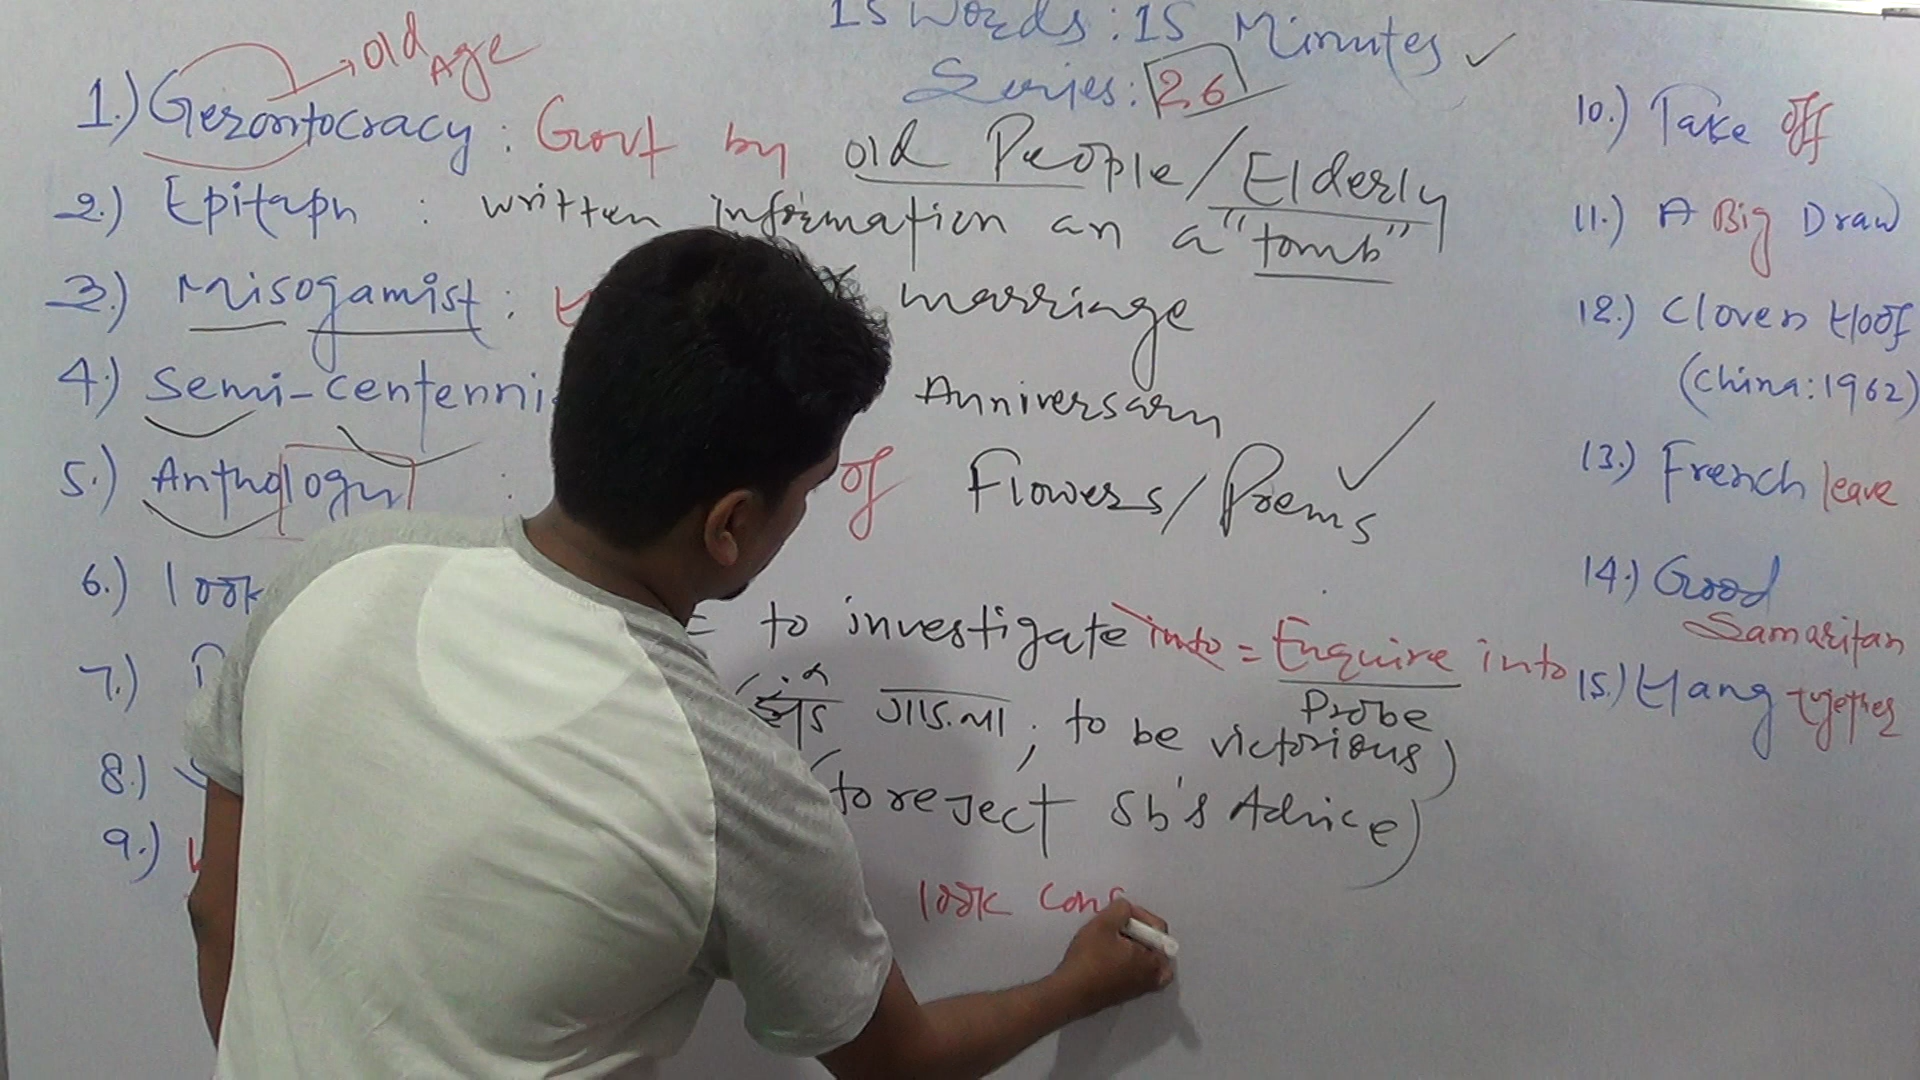 15 Words: 15 Minutes
Series: 26
old Age
1.) Gerontocracy: Govt by old People/Elderly
2.) Epitaph : written information on a "tomb"
3.) Misogamist: marriage
4.) Semi-centenni Anniversary
5.) Anthology : of Flowers/Poems
6.) look = to investigate into = Enquire into
Probe
7.) झंडा गाड़ना; to be victorious)
8.) (to reject Sb's Advice)
9.)
look Conf
10.) Take off
11.) A Big Draw
12.) Cloven Hoof
(China:1962)
13.) French leave
14.) Good
Samaritan
15.) Hang together